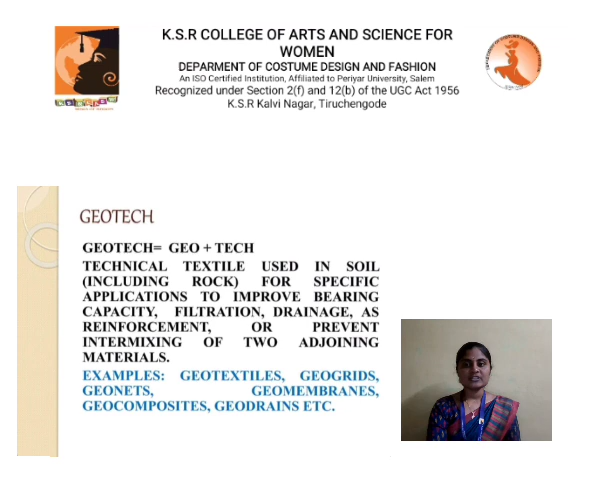 K.S.R COLLEGE OF ARTS AND SCIENCE FOR
WOMEN
DEPARMENT OF COSTUME DESIGN AND FASHION
An ISO Certified Institution, Affiliated to Periyar University, Salem
Recognized under Section 2(f) and 12(b) of the UGC Act 1956
K.S.R Kalvi Nagar, Tiruchengode
GEOTECH
GEOTECH= GEO + TECH
TECHNICAL TEXTILE USED IN SOIL
(INCLUDING ROCK) FOR SPECIFIC
APPLICATIONS TO IMPROVE BEARING
CAPACITY, FILTRATION, DRAINAGE, AS
REINFORCEMENT, OR PREVENT
INTERMIXING OF TWO ADJOINING
MATERIALS.
EXAMPLES: GEOTEXTILES, GEOGRIDS,
GEONETS, GEOMEMBRANES,
GEOCOMPOSITES, GEODRAINS ETC.